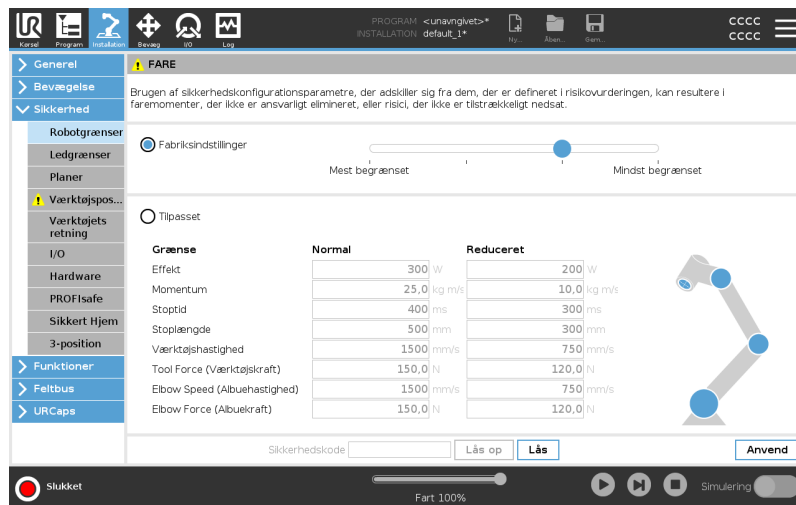 PROGRAM <unavngivet>*
INSTALLATION default_1*
Kørsel Program Installation Bevæg I/O Log
Ny... Åben... Gem...
cccc
cccc
Generel
Bevægelse
Sikkerhed
Robotgrænser
Ledgrænser
Planer
Værktøjspos...
Værktøjets
retning
I/O
Hardware
PROFIsafe
Sikkert Hjem
3-position
Funktioner
Feltbus
URCaps
FARE
Brugen af sikkerhedskonfigurationsparametre, der adskiller sig fra dem, der er defineret i risikovurderingen, kan resultere i
faremomenter, der ikke er ansvarligt elimineret, eller risici, der ikke er tilstrækkeligt nedsat.
Fabriksindstillinger
Mest begrænset Mindst begrænset
Tilpasset
Grænse Normal Reduceret
Effekt 300 W 200 W
Momentum 25,0 kg m/s 10,0 kg m/s
Stoptid 400 ms 300 ms
Stoplængde 500 mm 300 mm
Værktøjshastighed 1500 mm/s 750 mm/s
Tool Force (Værktøjskraft) 150,0 N 120,0 N
Elbow Speed (Albuehastighed) 1500 mm/s 750 mm/s
Elbow Force (Albuekraft) 150,0 N 120,0 N
Sikkerhedskode Lås op Lås Anvend
Slukket
Fart 100%
Simulering